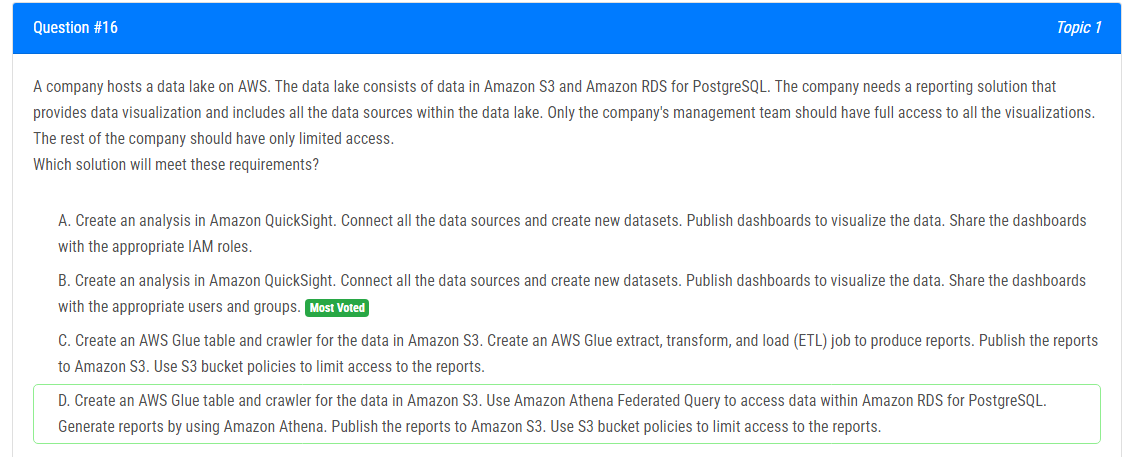 Question #16
Topic 1
A company hosts a data lake on AWS. The data lake consists of data in Amazon S3 and Amazon RDS for PostgreSQL. The company needs a reporting solution that
provides data visualization and includes all the data sources within the data lake. Only the company's management team should have full access to all the visualizations.
The rest of the company should have only limited access.
Which solution will meet these requirements?
A. Create an analysis in Amazon QuickSight. Connect all the data sources and create new datasets. Publish dashboards to visualize the data. Share the dashboards
with the appropriate IAM roles.
B. Create an analysis in Amazon QuickSight. Connect all the data sources and create new datasets. Publish dashboards to visualize the data. Share the dashboards
with the appropriate users and groups. Most Voted
C. Create an AWS Glue table and crawler for the data in Amazon S3. Create an AWS Glue extract, transform, and load (ETL) job to produce reports. Publish the reports
to Amazon S3. Use S3 bucket policies to limit access to the reports.
D. Create an AWS Glue table and crawler for the data in Amazon S3. Use Amazon Athena Federated Query to access data within Amazon RDS for PostgreSQL.
Generate reports by using Amazon Athena. Publish the reports to Amazon S3. Use S3 bucket policies to limit access to the reports.